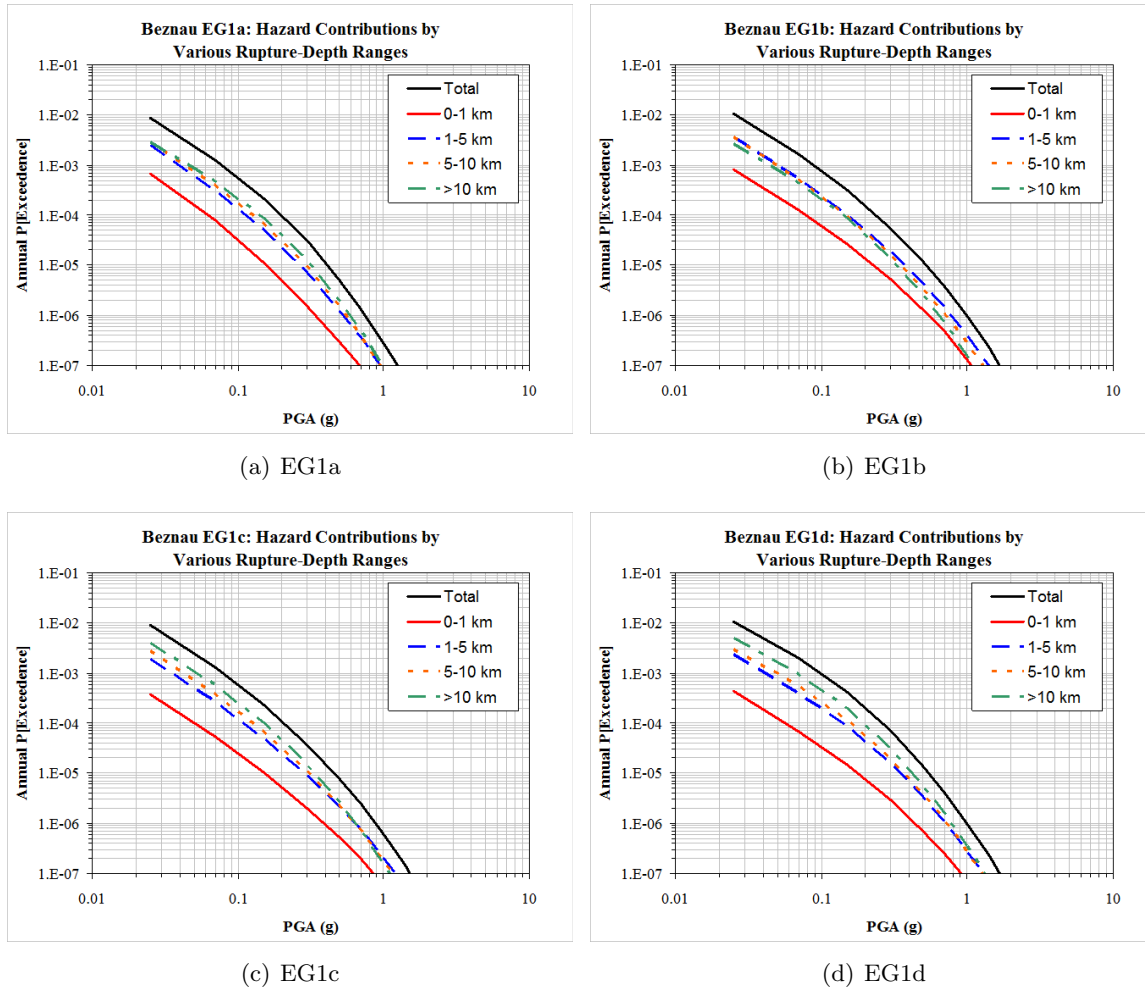 Beznau EG1a: Hazard Contributions by
Various Rupture-Depth Ranges
Annual P[Exceedence]
1.E-01
1.E-02
1.E-03
1.E-04
1.E-05
1.E-06
1.E-07
Total
0-1 km
1-5 km
5-10 km
>10 km
0.01 0.1 1 10
PGA (g)
(a) EG1a
Beznau EG1b: Hazard Contributions by
Various Rupture-Depth Ranges
Annual P[Exceedence]
1.E-01
1.E-02
1.E-03
1.E-04
1.E-05
1.E-06
1.E-07
Total
0-1 km
1-5 km
5-10 km
>10 km
0.01 0.1 1 10
PGA (g)
(b) EG1b
Beznau EG1c: Hazard Contributions by
Various Rupture-Depth Ranges
Annual P[Exceedence]
1.E-01
1.E-02
1.E-03
1.E-04
1.E-05
1.E-06
1.E-07
Total
0-1 km
1-5 km
5-10 km
>10 km
0.01 0.1 1 10
PGA (g)
(c) EG1c
Beznau EG1d: Hazard Contributions by
Various Rupture-Depth Ranges
Annual P[Exceedence]
1.E-01
1.E-02
1.E-03
1.E-04
1.E-05
1.E-06
1.E-07
Total
0-1 km
1-5 km
5-10 km
>10 km
0.01 0.1 1 10
PGA (g)
(d) EG1d